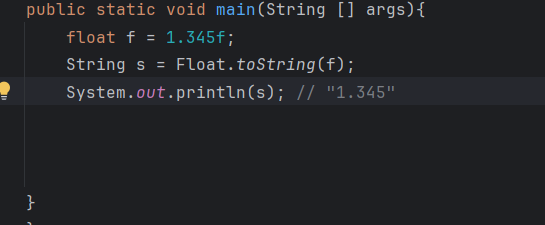 public static void main(String [] args){
float f = 1.345f;
String s = Float.toString(f);
System.out.println(s); // "1.345"
}
}